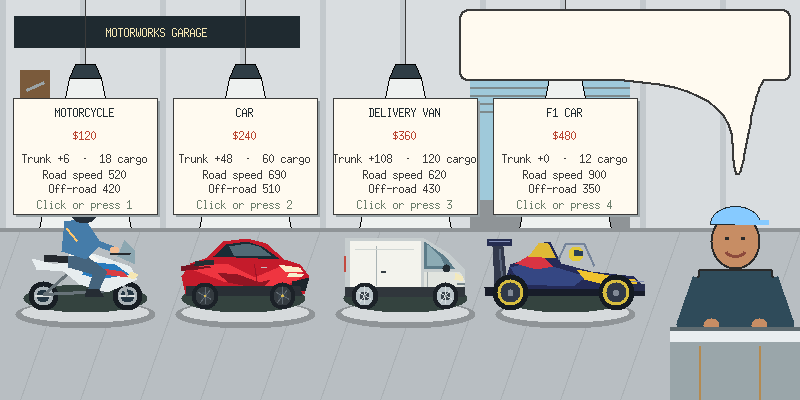 MOTORWORKS GARAGE
MOTORCYCLE
$120
Trunk +6 · 18 cargo
Road speed 520
Off-road 420
Click or press 1
CAR
$240
Trunk +48 · 60 cargo
Road speed 690
Off-road 510
Click or press 2
DELIVERY VAN
$360
Trunk +108 · 120 cargo
Road speed 620
Off-road 430
Click or press 3
F1 CAR
$480
Trunk +0 · 12 cargo
Road speed 900
Off-road 350
Click or press 4